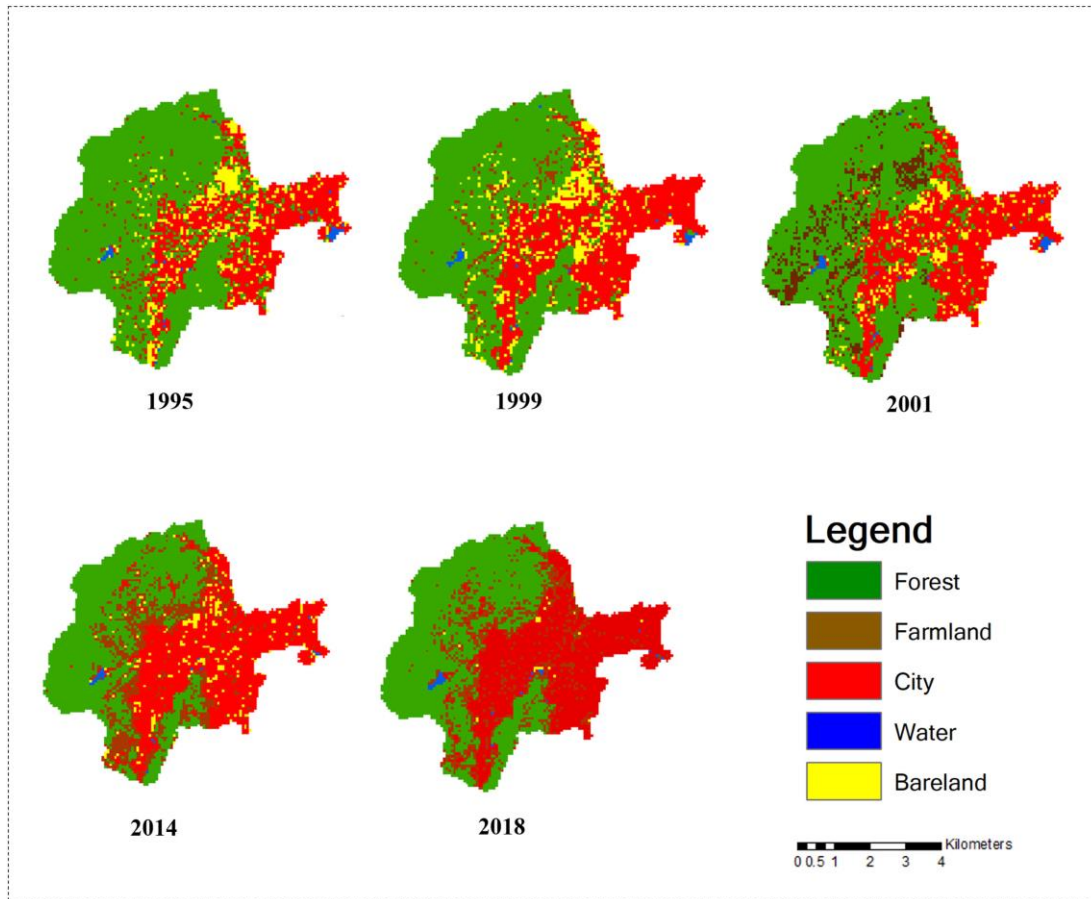 1995
1999
2001
2014
2018
Legend
Forest
Farmland
City
Water
Bareland
Kilometers
0 0.5 1 2 3 4